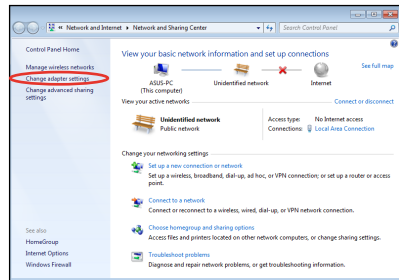 « Network and Internet ▸ Network and Sharing Center
Search Control Panel
Control Panel Home
Manage wireless networks
Change adapter settings
Change advanced sharing
settings
View your basic network information and set up connections
See full map
ASUS-PC
(This computer)
Unidentified network
Internet
View your active networks
Connect or disconnect
Unidentified network
Public network
Access type: No Internet access
Connections: Local Area Connection
Change your networking settings
Set up a new connection or network
Set up a wireless, broadband, dial-up, ad hoc, or VPN connection; or set up a router or access
point.
Connect to a network
Connect or reconnect to a wireless, wired, dial-up, or VPN network connection.
Choose homegroup and sharing options
Access files and printers located on other network computers, or change sharing settings.
Troubleshoot problems
Diagnose and repair network problems, or get troubleshooting information.
See also
HomeGroup
Internet Options
Windows Firewall